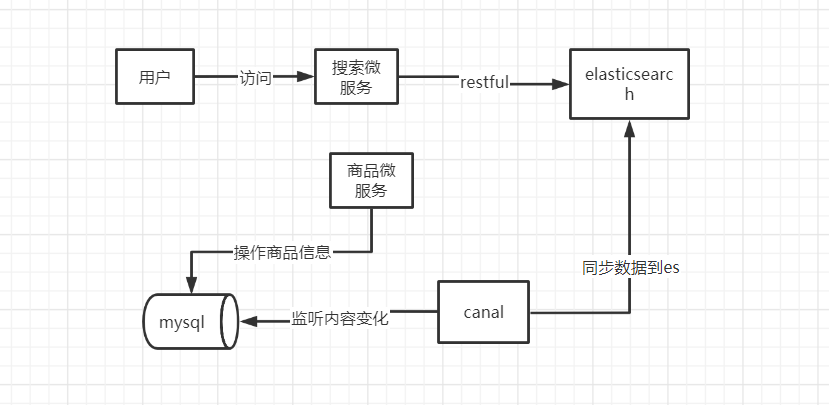 用户
访问
搜索微
服务
restful
elasticsearc
h
商品微
服务
操作商品信息
同步数据到es
mysql
监听内容变化
canal